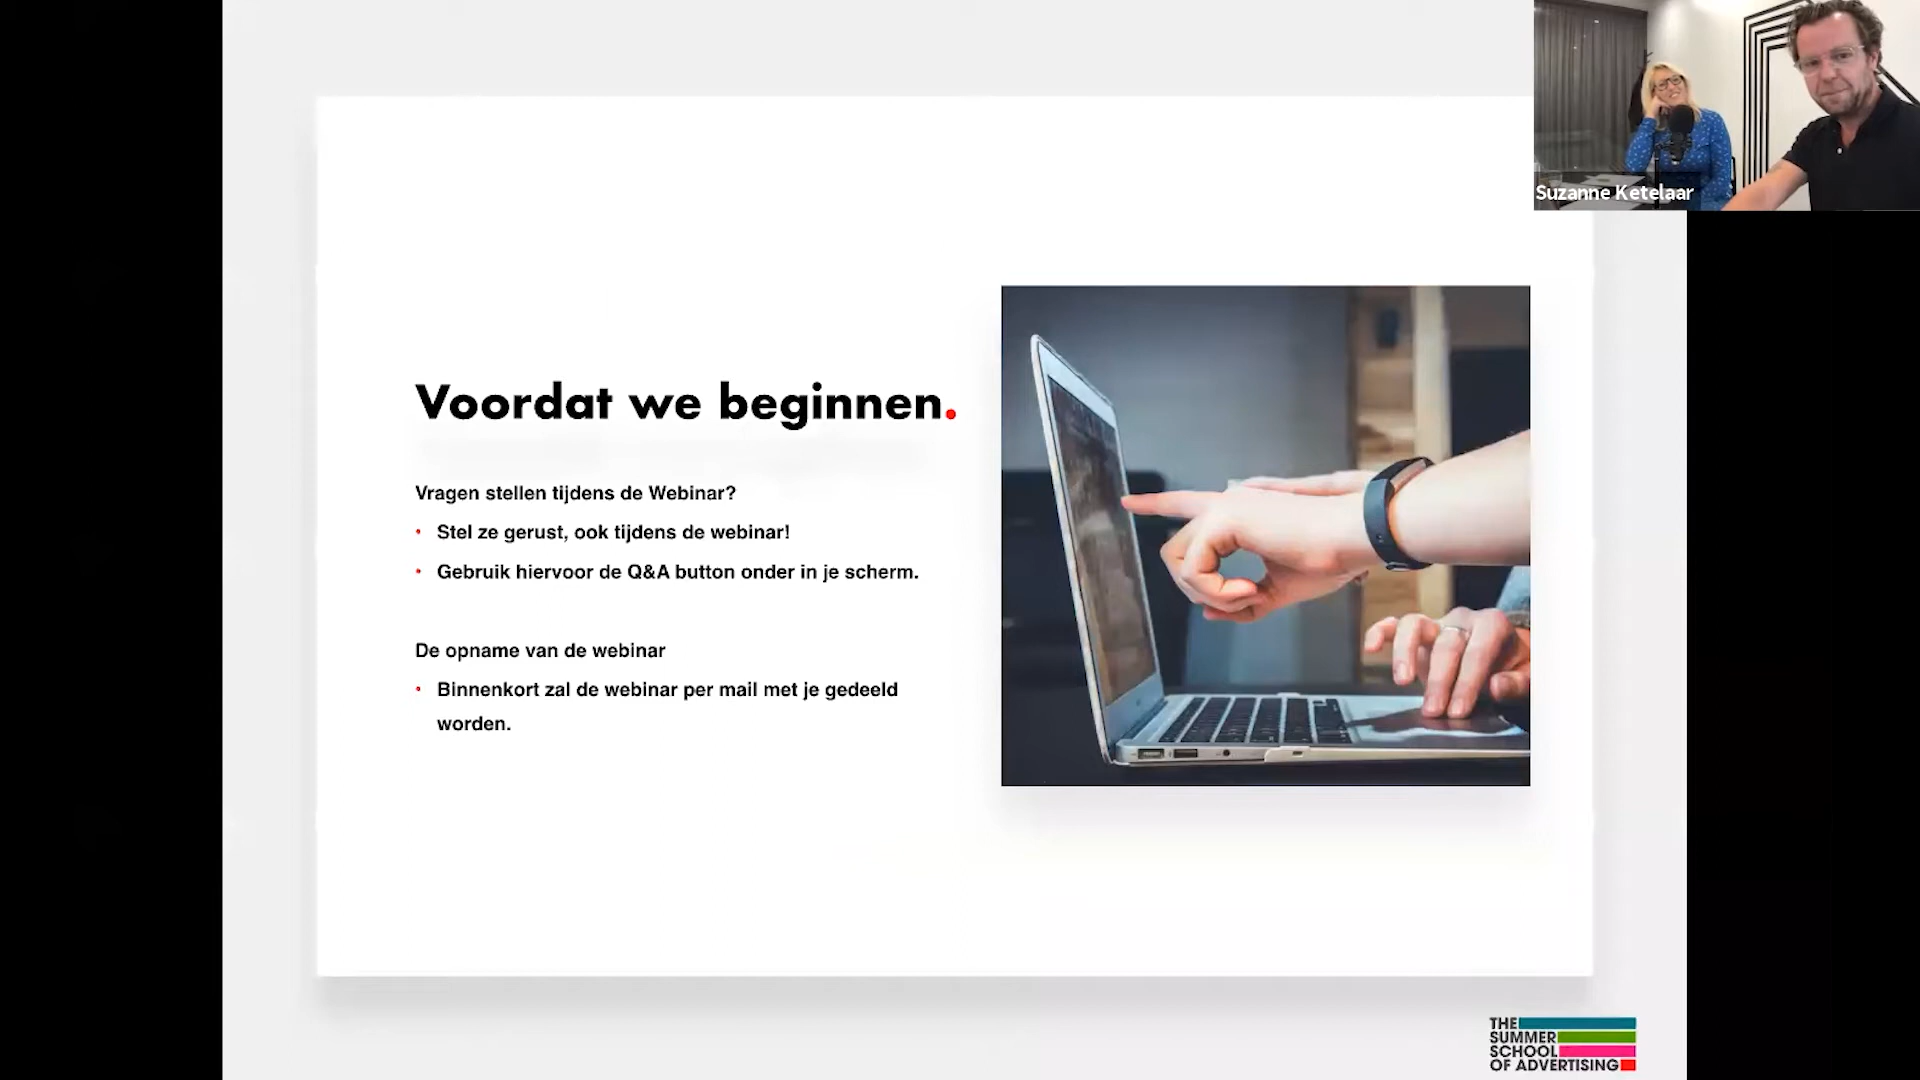 Suzanne Ketelaar
Voordat we beginnen.
Vragen stellen tijdens de Webinar?
• Stel ze gerust, ook tijdens de webinar!
• Gebruik hiervoor de Q&A button onder in je scherm.
De opname van de webinar
• Binnenkort zal de webinar per mail met je gedeeld
worden.
THE
SUMMER
SCHOOL
OF ADVERTISING